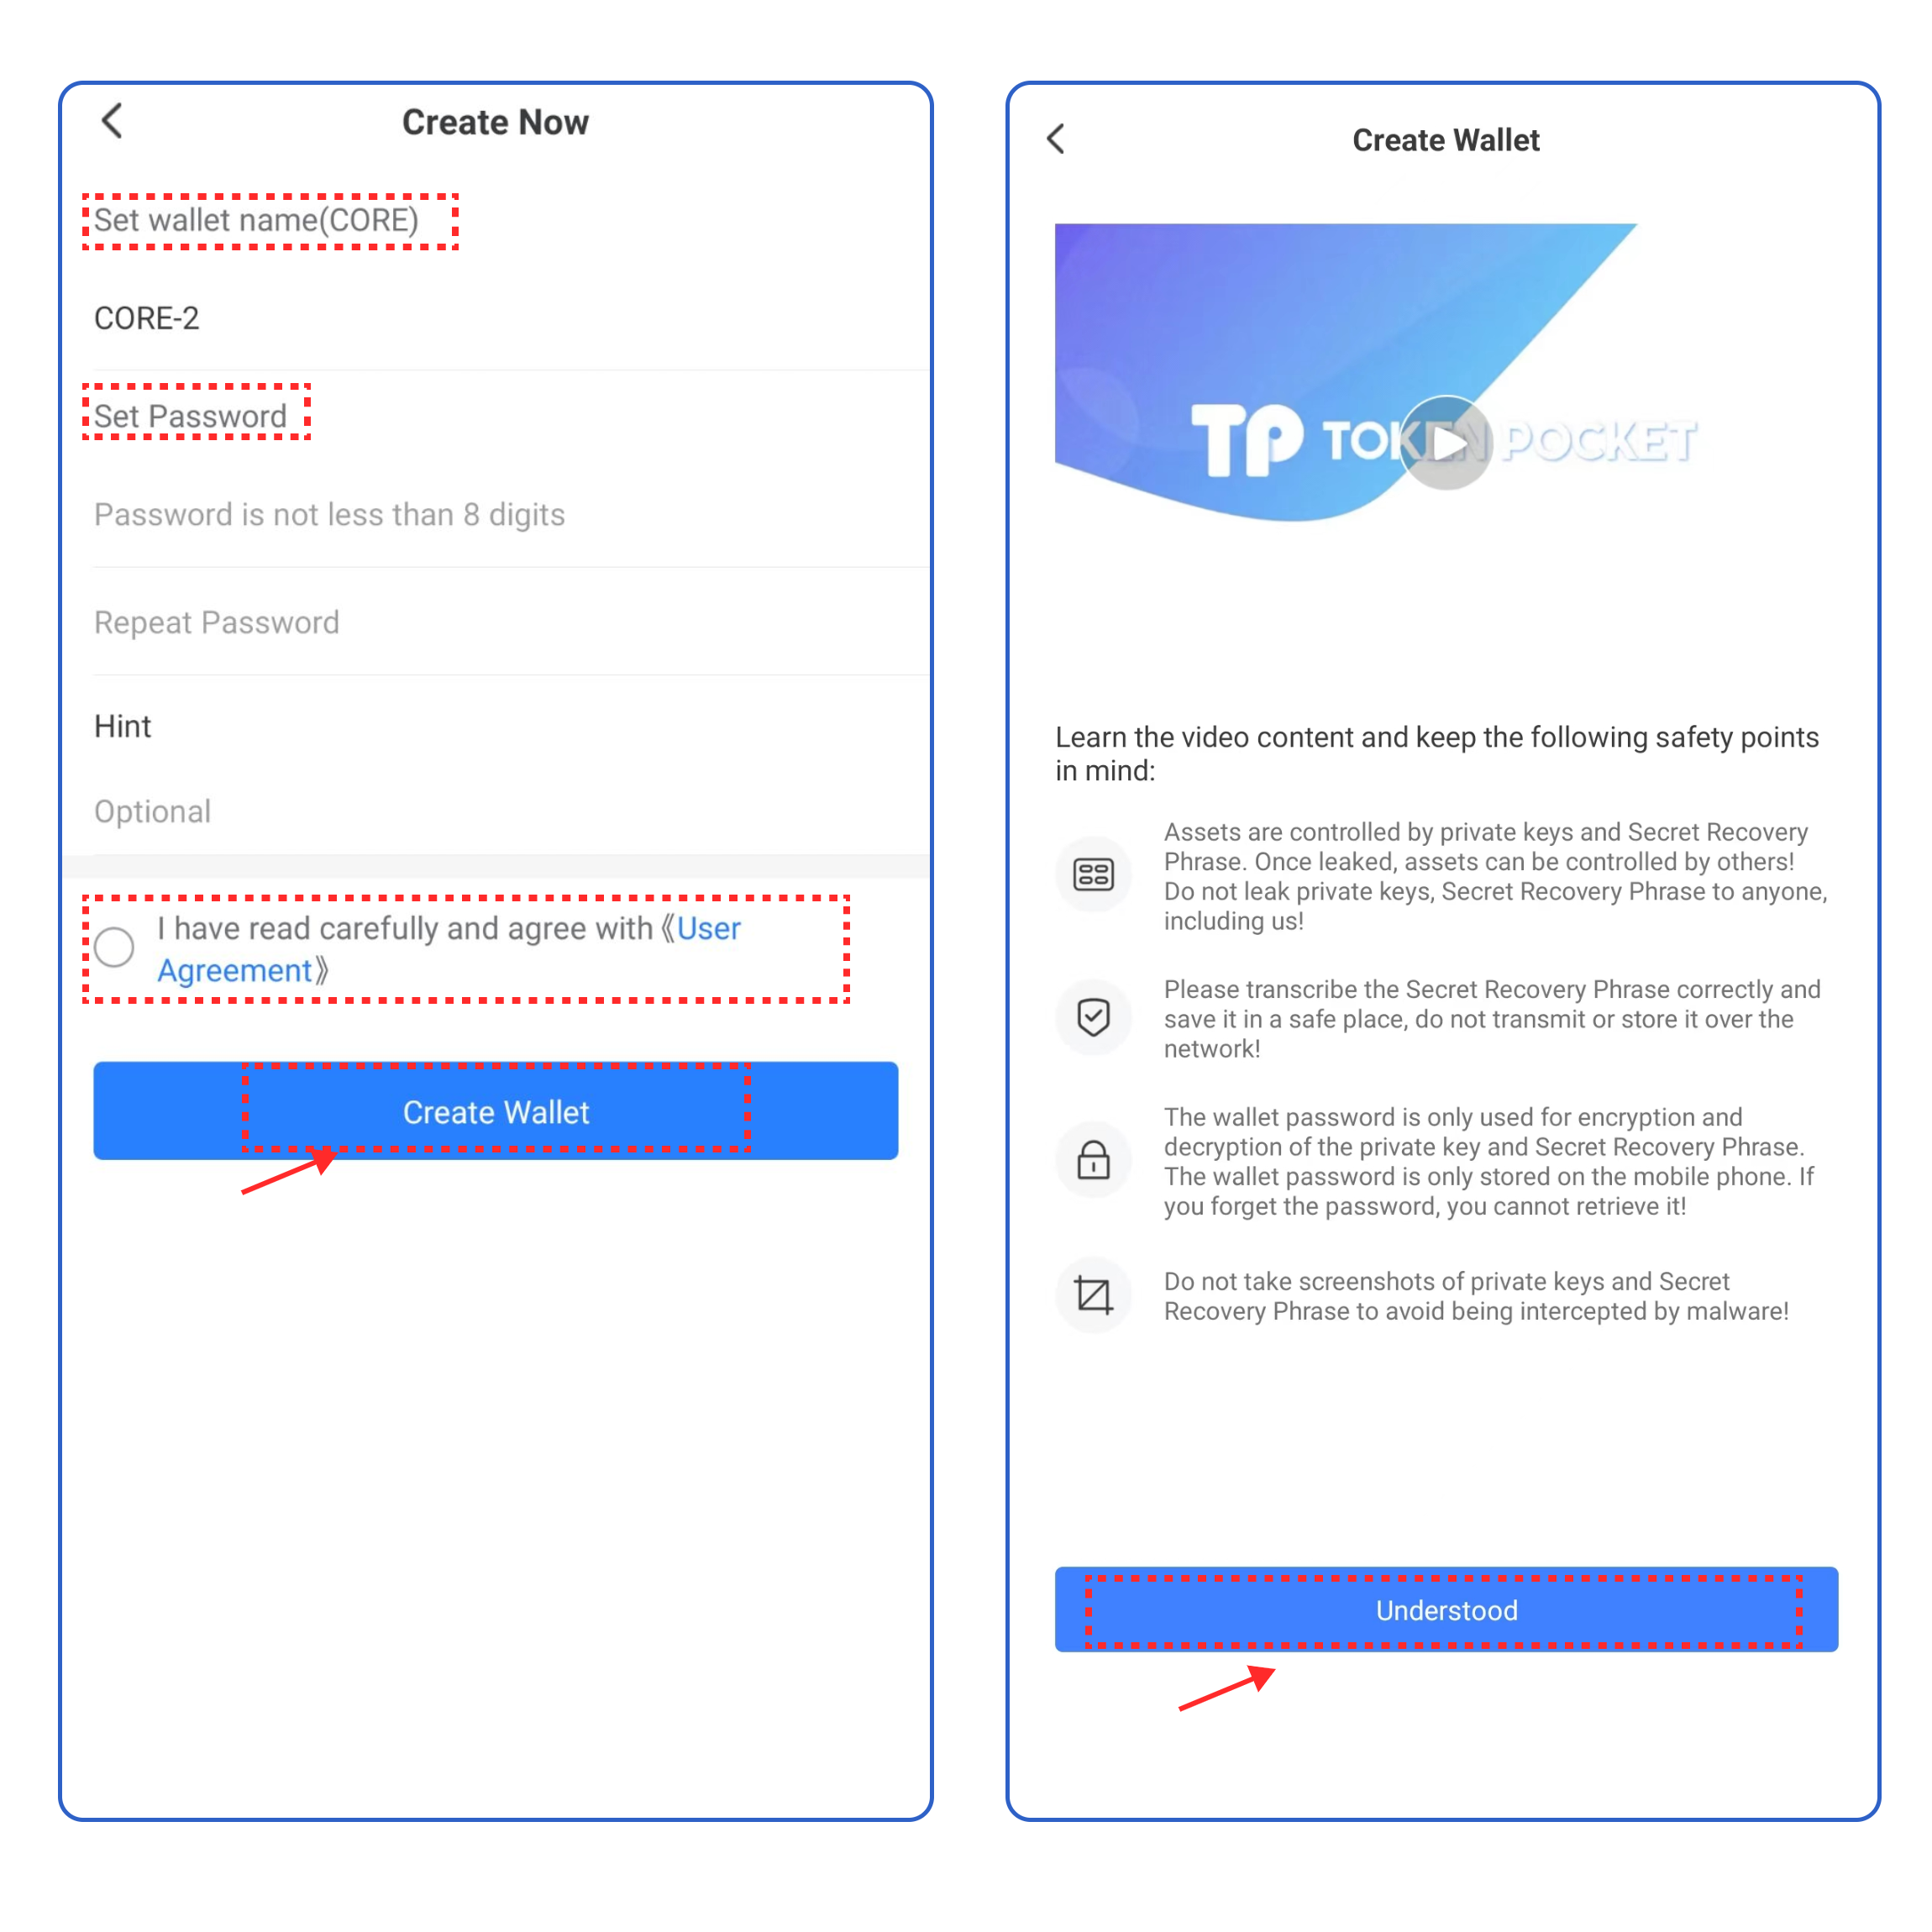 Create Now
Set wallet name(CORE)
CORE-2
Set Password
Password is not less than 8 digits
Repeat Password
Hint
Optional
I have read carefully and agree with《User
Agreement》
Create Wallet
Create Wallet
TP TOKEN POCKET
Learn the video content and keep the following safety points
in mind:
Assets are controlled by private keys and Secret Recovery
Phrase. Once leaked, assets can be controlled by others!
Do not leak private keys, Secret Recovery Phrase to anyone,
including us!
Please transcribe the Secret Recovery Phrase correctly and
save it in a safe place, do not transmit or store it over the
network!
The wallet password is only used for encryption and
decryption of the private key and Secret Recovery Phrase.
The wallet password is only stored on the mobile phone. If
you forget the password, you cannot retrieve it!
Do not take screenshots of private keys and Secret
Recovery Phrase to avoid being intercepted by malware!
Understood